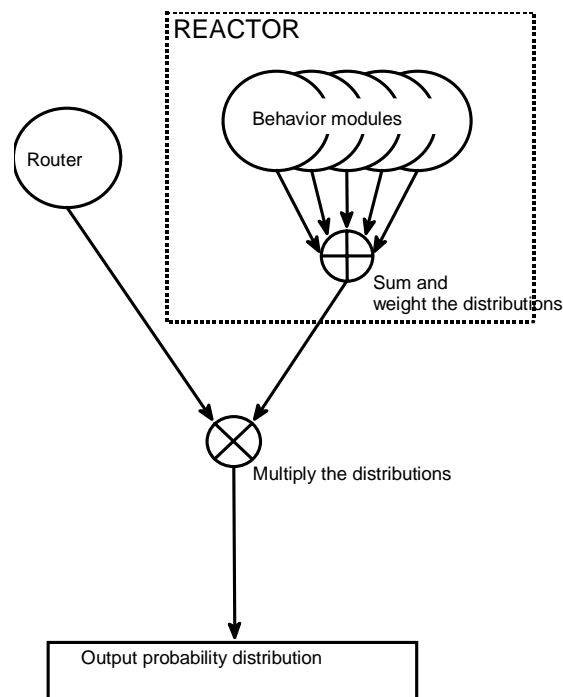 REACTOR
Behavior modules
Router
Sum and
weight the distributions
Multiply the distributions
Output probability distribution